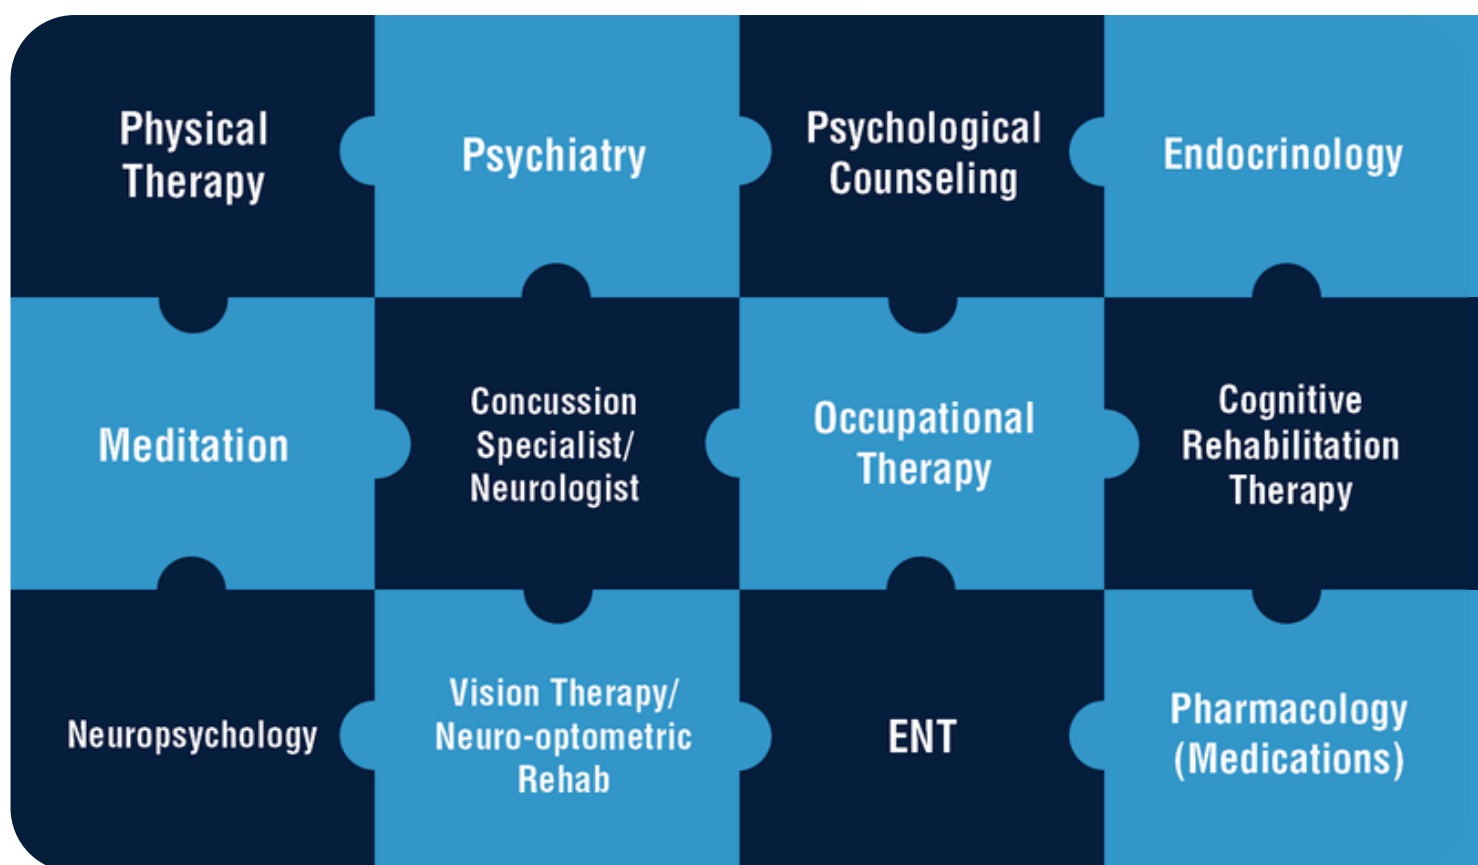 Physical
Therapy
Psychiatry
Psychological
Counseling
Endocrinology
Meditation
Concussion
Specialist/
Neurologist
Occupational
Therapy
Cognitive
Rehabilitation
Therapy
Neuropsychology
Vision Therapy/
Neuro-optometric
Rehab
ENT
Pharmacology
(Medications)